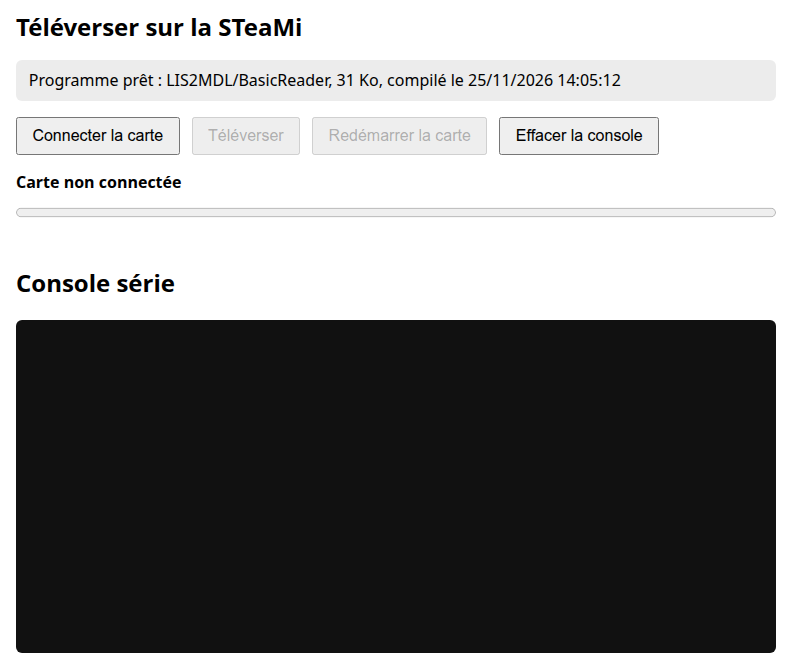 Téléverser sur la STeaMi
Programme prêt : LIS2MDL/BasicReader, 31 Ko, compilé le 25/11/2026 14:05:12
Connecter la carte
Téléverser
Redémarrer la carte
Effacer la console
Carte non connectée
Console série